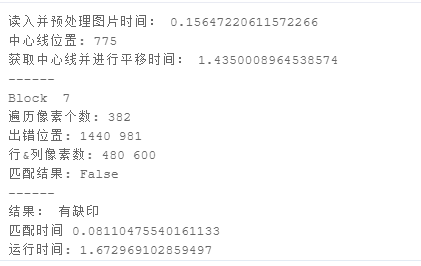 读入并预处理图片时间： 0.15647220611572266
中心线位置: 775
获取中心线并进行平移时间： 1.4350008964538574
------
Block  7
遍历像素个数: 382
出错位置: 1440 981
行&列像素数: 480 600
匹配结果: False
------
结果： 有缺印
匹配时间 0.08110475540161133
运行时间: 1.672969102859497